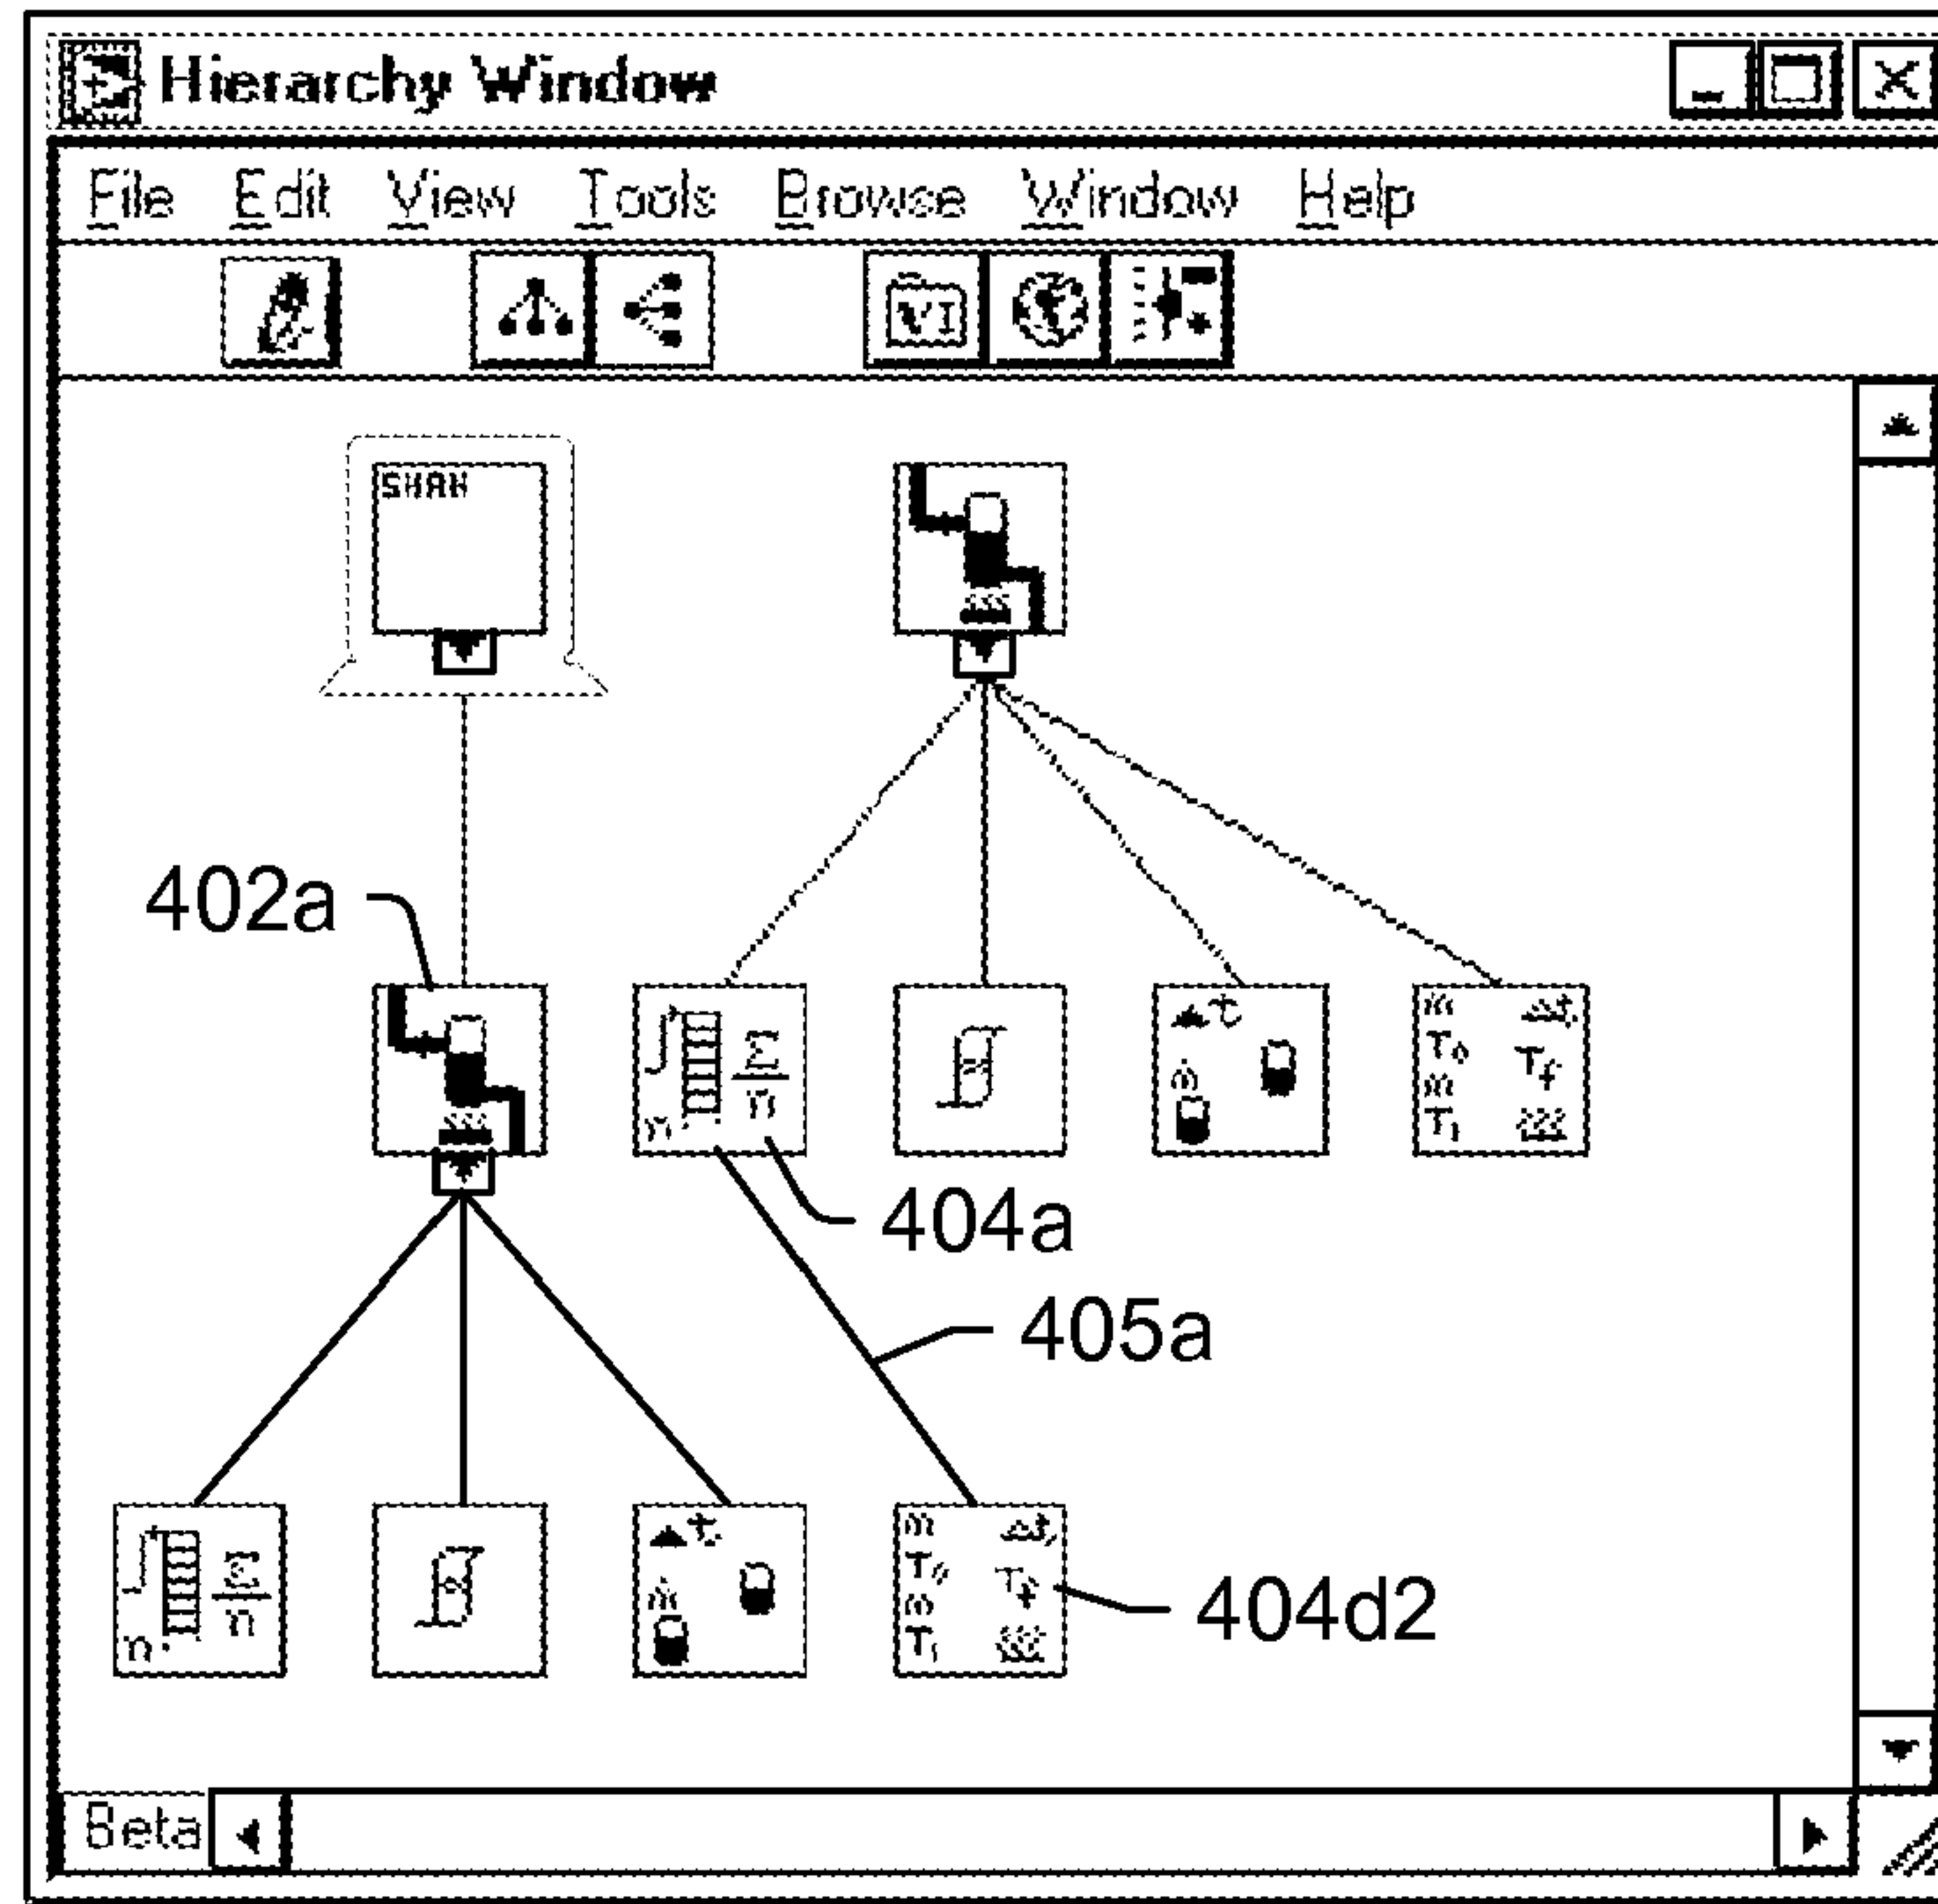 Hierarchy Window
File Edit View Tools Browse Window Help
VI
SHAH
402a
404a
405a
404d2
Beta